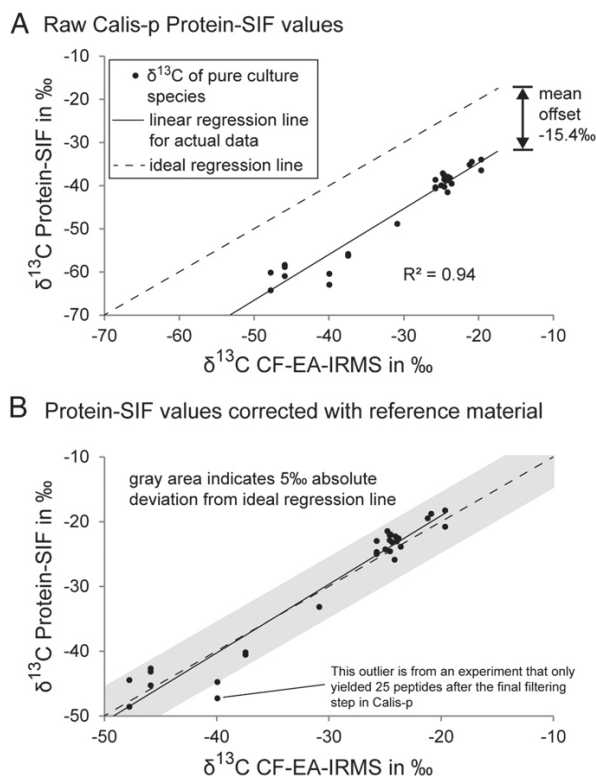 A Raw Calis-p Protein-SIF values
-10
-20
-30
-40
-50
-60
-70
δ13C Protein-SIF in ‰
δ¹³C of pure culture
species
linear regression line
for actual data
ideal regression line
mean
offset
-15.4‰
R² = 0.94
-70 -60 -50 -40 -30 -20 -10
δ¹³C CF-EA-IRMS in ‰
B Protein-SIF values corrected with reference material
-10
-20
-30
-40
-50
δ¹³C Protein-SIF in ‰
gray area indicates 5‰ absolute
deviation from ideal regression line
This outlier is from an experiment that only
yielded 25 peptides after the final filtering
step in Calis-p
-50 -40 -30 -20 -10
δ¹³C CF-EA-IRMS in ‰